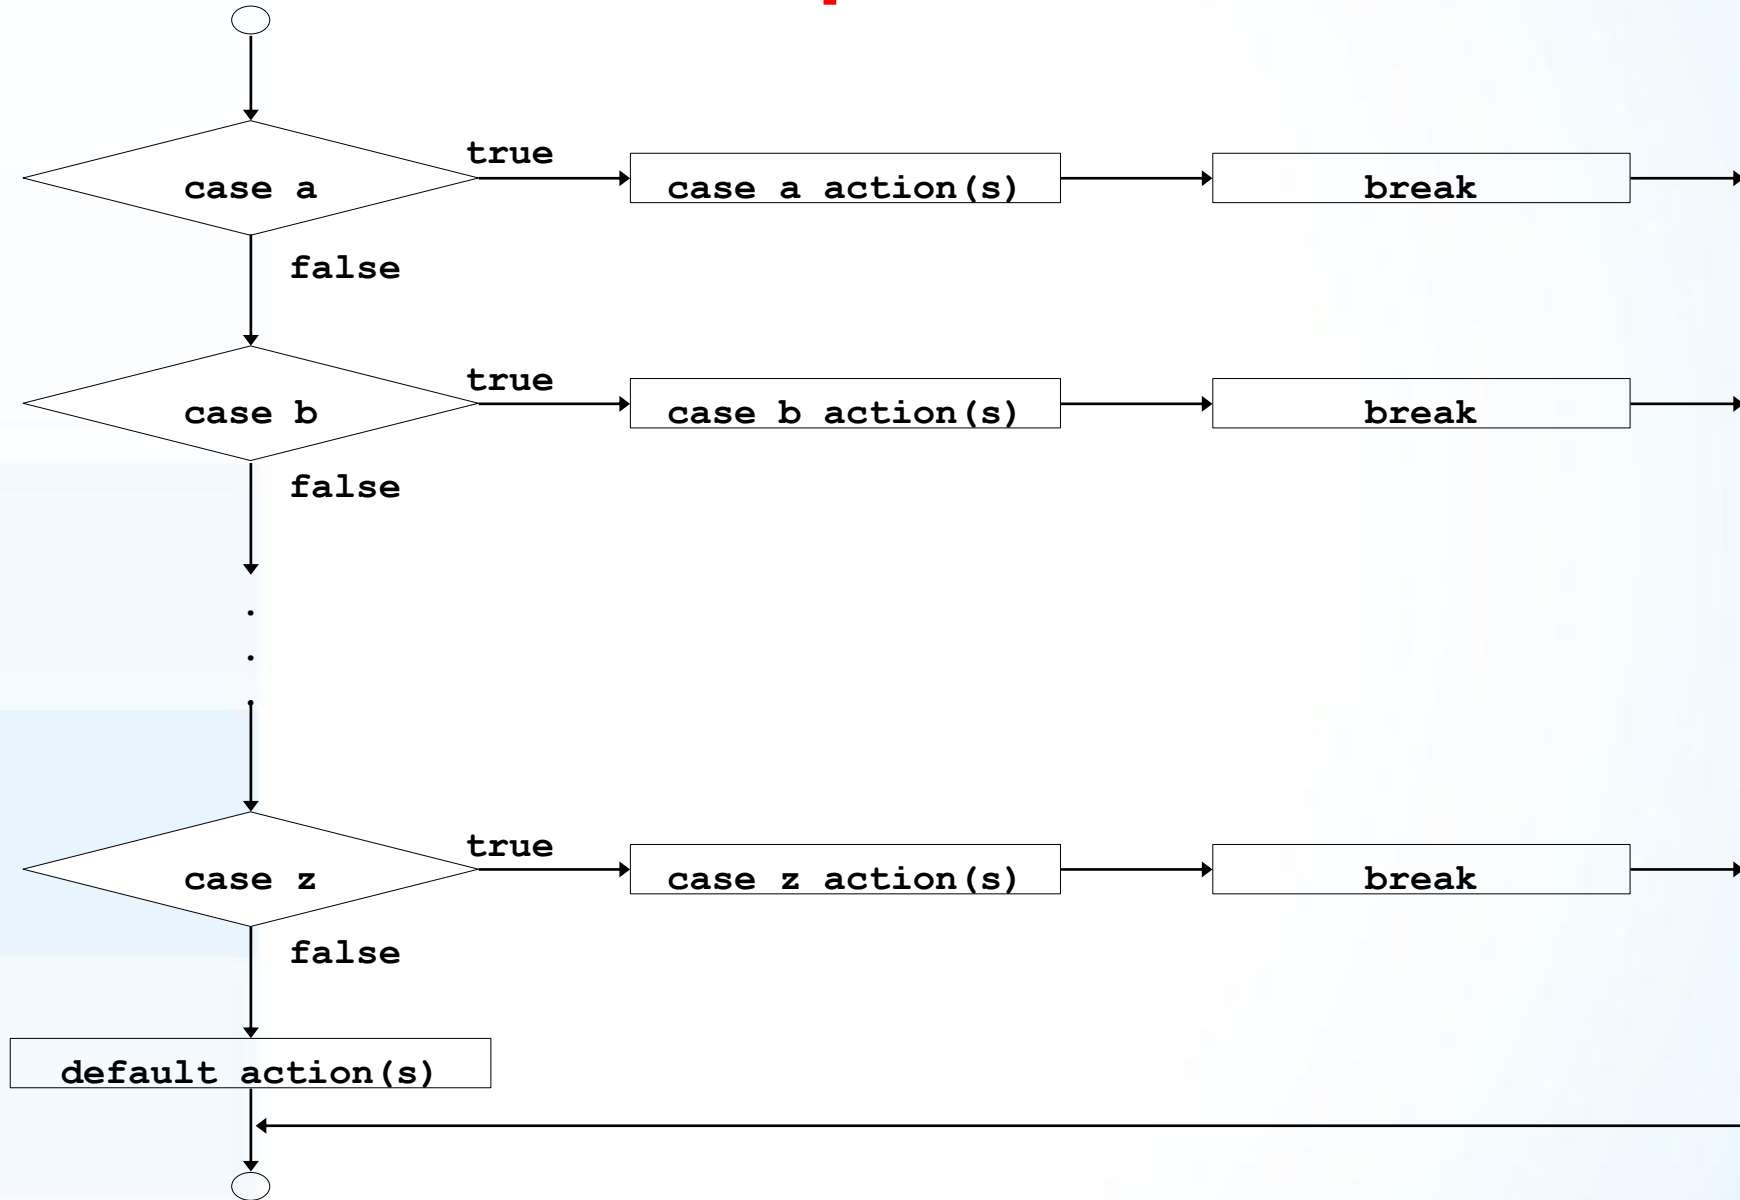 true
case a
case a action(s)
break
false
true
case b
case b action(s)
break
false
.
.
.
true
case z
case z action(s)
break
false
default action(s)